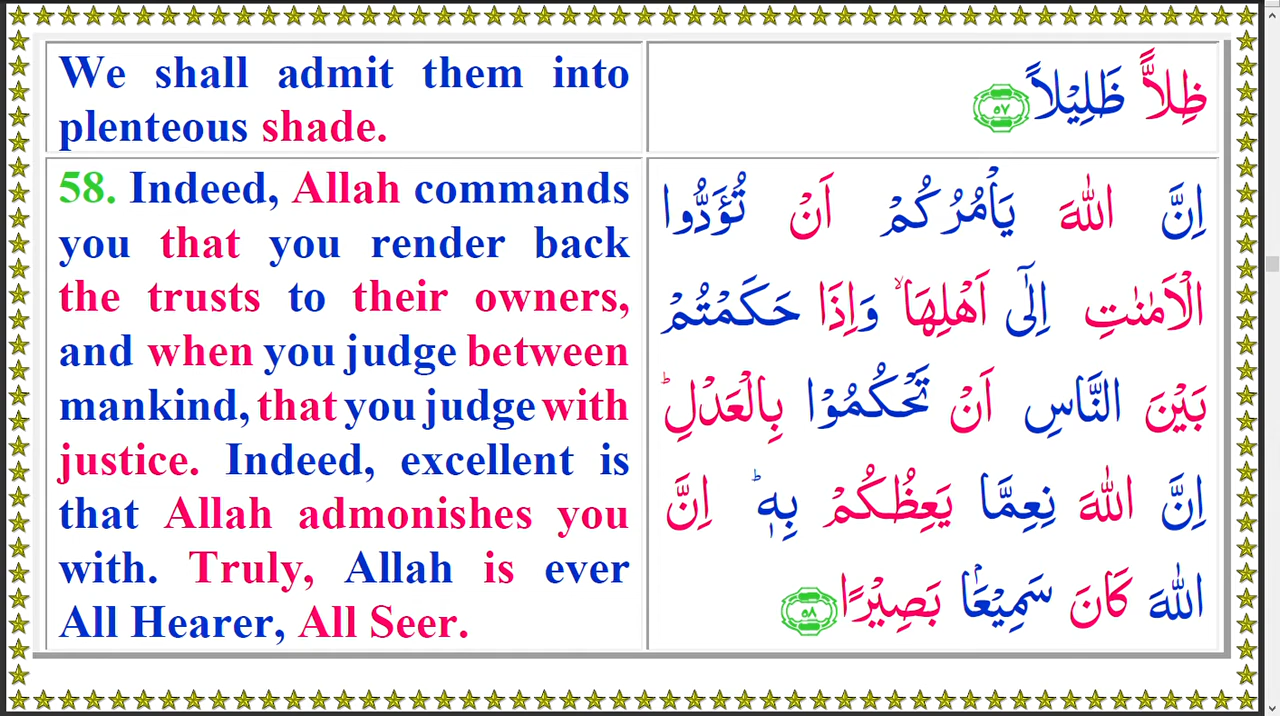 We shall admit them into
plenteous shade.
ظِلاًّ ظَلِيْلاً ﴿٥٧﴾
58. Indeed, Allah commands
you that you render back
the trusts to their owners,
and when you judge between
mankind, that you judge with
justice. Indeed, excellent is
that Allah admonishes you
with. Truly, Allah is ever
All Hearer, All Seer.
اِنَّ اللّٰهَ يَاْمُرُكُمْ اَنْ تُؤَدُّوا
الْاَمٰنٰتِ اِلٰٓى اَهْلِهَا ۙ وَاِذَا حَكَمْتُمْ
بَيْنَ النَّاسِ اَنْ تَحْكُمُوْا بِالْعَدْلِ ؕ
اِنَّ اللّٰهَ نِعِمَّا يَعِظُكُمْ بِهٖ ؕ اِنَّ
اللّٰهَ كَانَ سَمِيْعًۢا بَصِيْرًا ﴿٥٨﴾